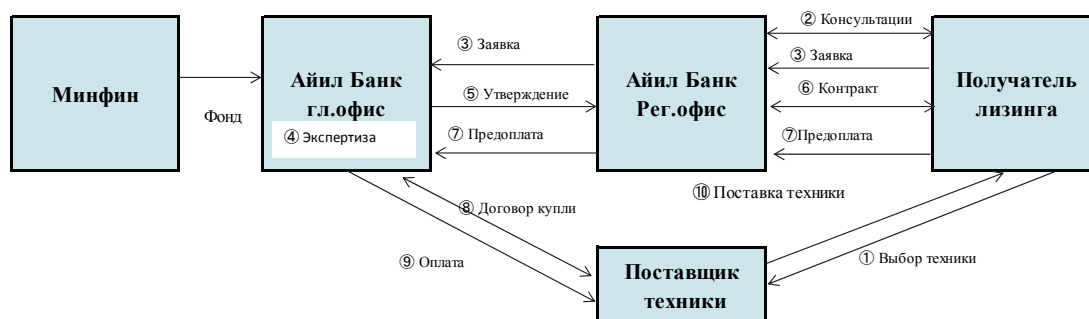 ② Консультации
③ Заявка
③ Заявка
Минфин
Айил Банк
гл.офис
Айил Банк
Рег.офис
Получатель
лизинга
⑤ Утверждение
⑥ Контракт
Фонд
④ Экспертиза
⑦ Предоплата
⑦Предоплата
⑩ Поставка техники
⑧ Договор купли
⑨ Оплата
① Выбор техники
Поставщик
техники